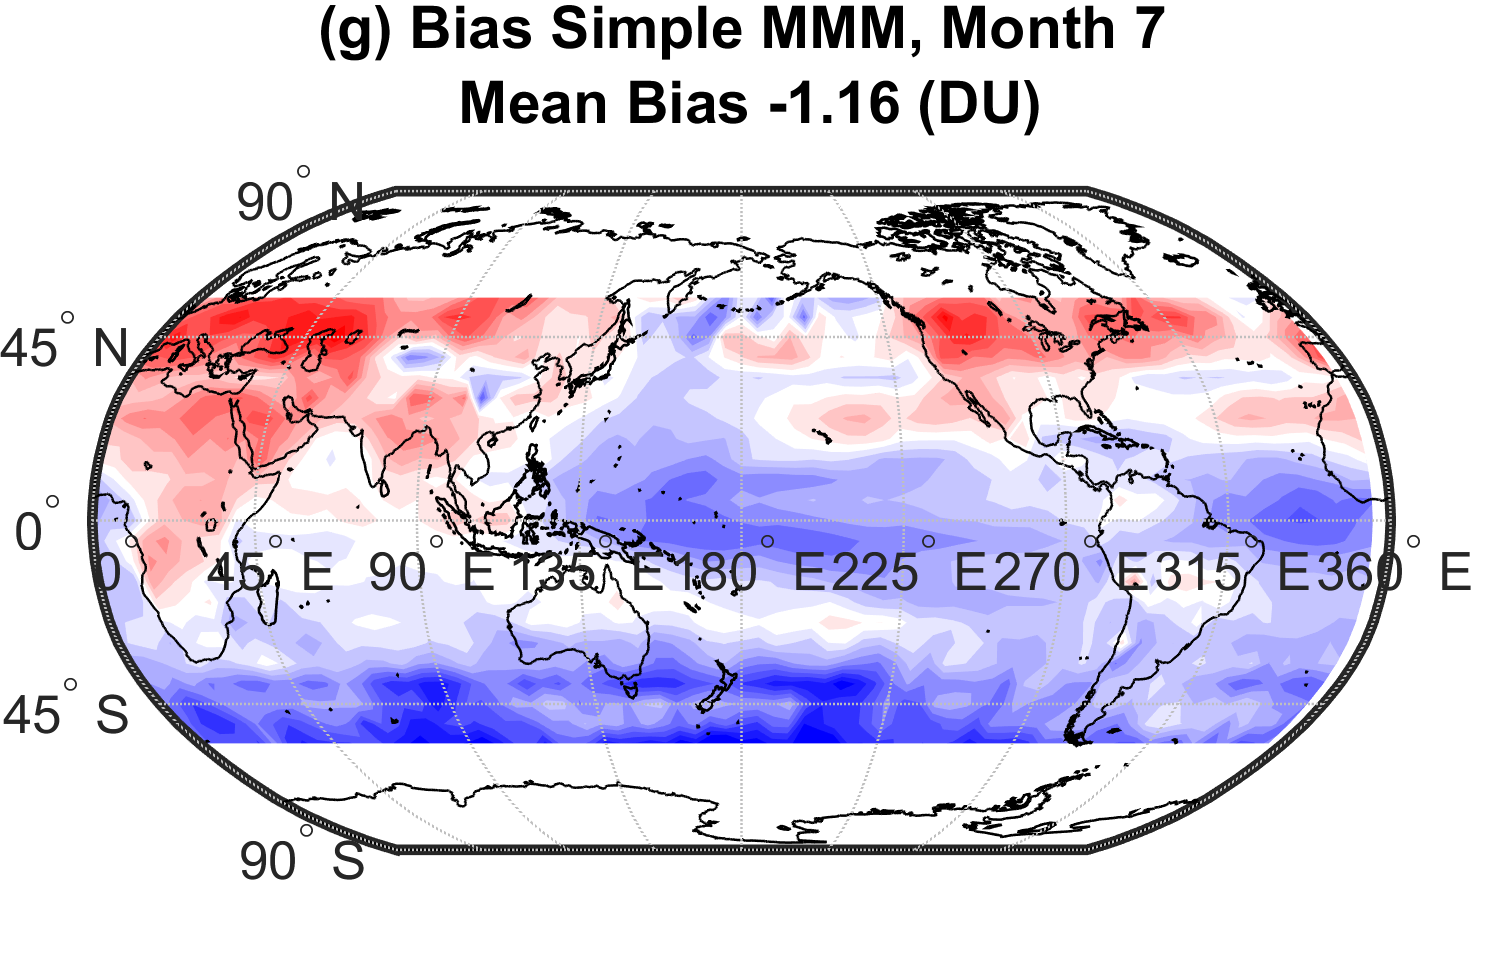 (g) Bias Simple MMM, Month 7
Mean Bias -1.16 (DU)
90° N
45° N
0°
0° 45° E 90° E 135° E 180° E 225° E 270° E 315° E 360° E
45° S
90° S